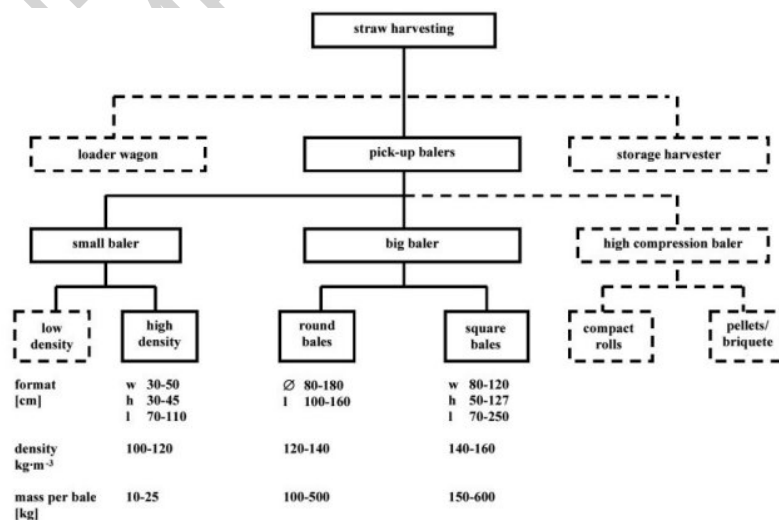 straw harvesting
loader wagon
pick-up balers
storage harvester
small baler
big baler
high compression baler
low
density
high
density
round
bales
square
bales
compact
rolls
pellets/
briquete
format
[cm]
w 30-50
h 30-45
l 70-110
Ø 80-180
l 100-160
w 80-120
h 50-127
l 70-250
density
kg·m⁻³
100-120
120-140
140-160
mass per bale
[kg]
10-25
100-500
150-600